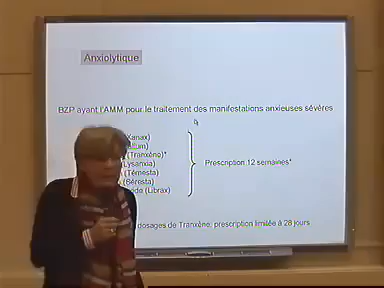 Anxiolytique
BZP ayant l'AMM pour le traitement des manifestations anxieuses sévères
Xanax)
(Tranxène)*
Lysanxia)
(Témesta)
(Séresta)
(Librax)
Prescription 12 semaines*
dosages de Tranxène, prescription limitée à 28 jours